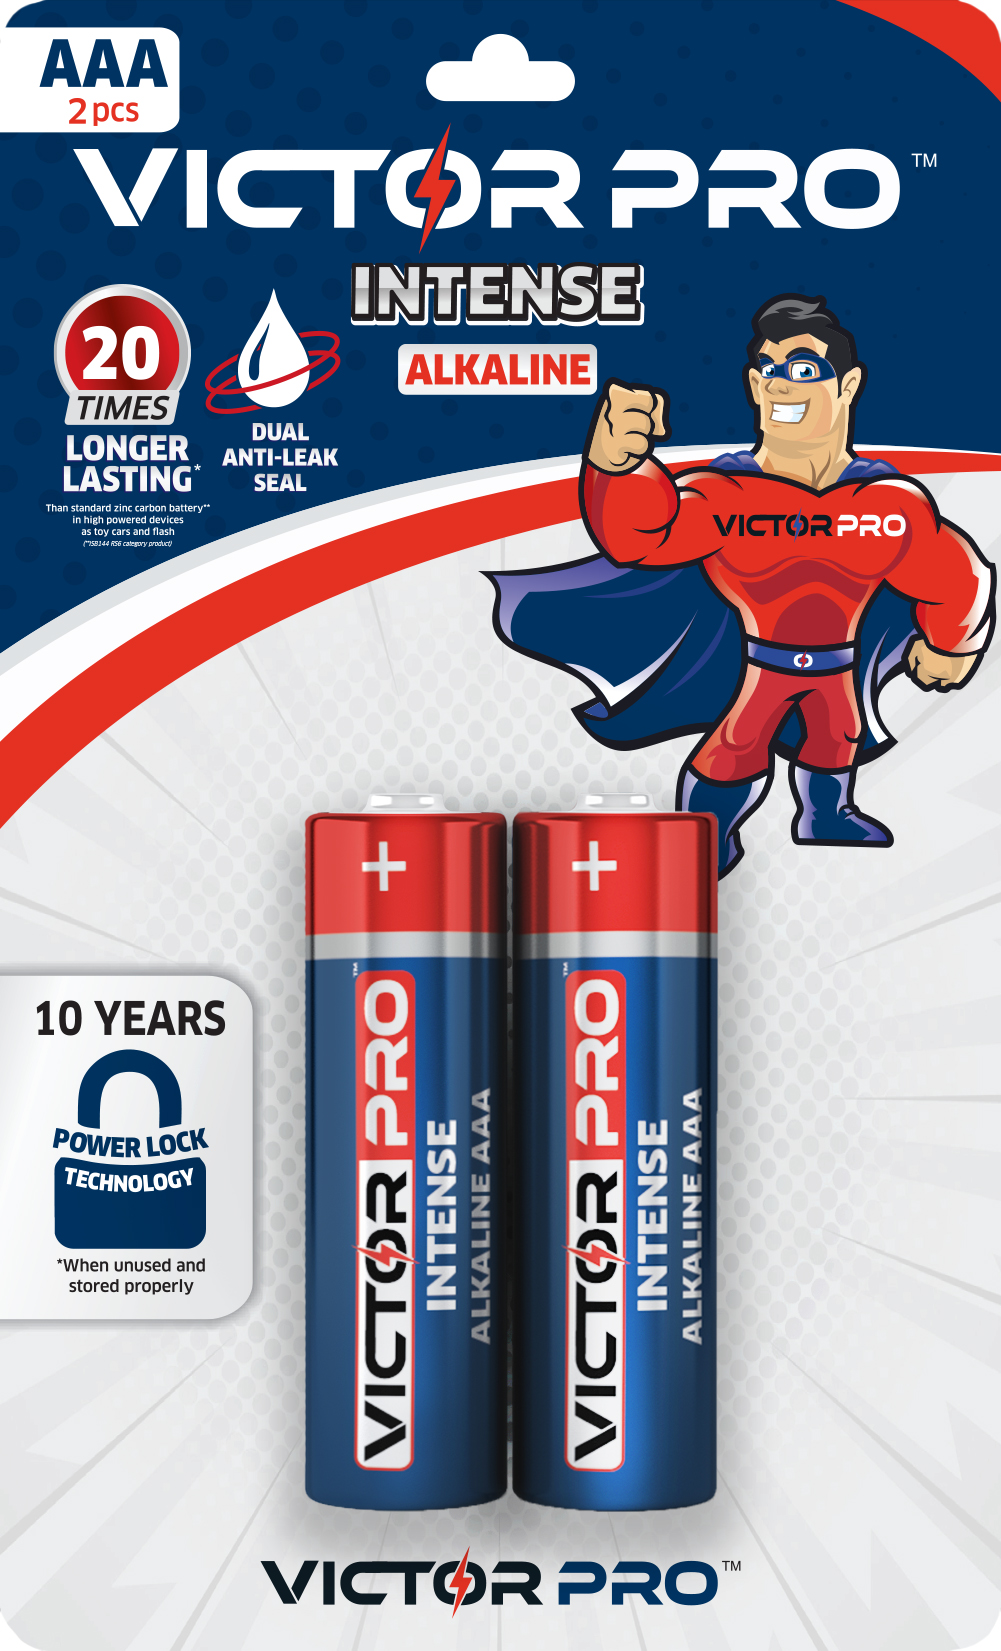 AAA
2 pcs
VICTOR PRO™
INTENSE
ALKALINE
20
TIMES
LONGER
LASTING*
Than standard zinc carbon battery**
in high powered devices
as toy cars and flash
DUAL
ANTI-LEAK
SEAL
VICTOR PRO
+
+
VICTOR PRO™
INTENSE
ALKALINE AAA
VICTOR PRO™
INTENSE
ALKALINE AAA
10 YEARS
POWER LOCK
TECHNOLOGY
*When unused and
stored properly
VICTOR PRO™